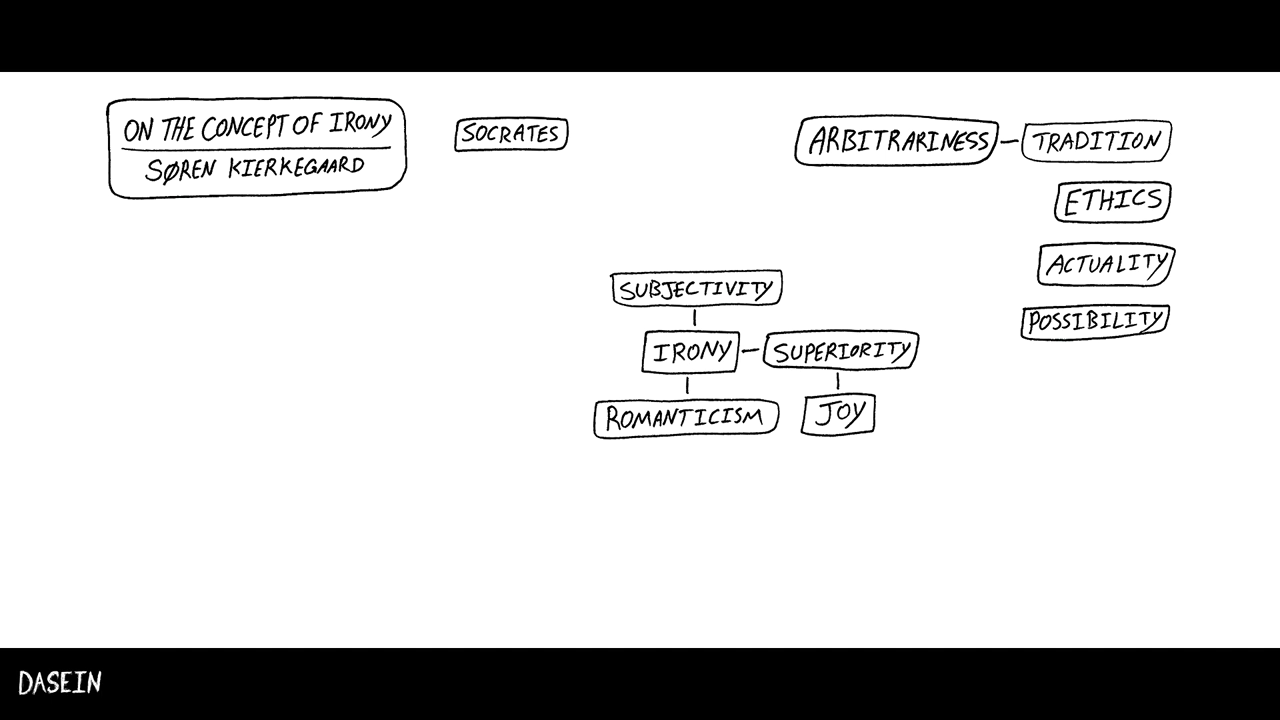 ON THE CONCEPT OF IRONY
SØREN KIERKEGAARD
SOCRATES
ARBITRARINESS
TRADITION
ETHICS
ACTUALITY
POSSIBILITY
SUBJECTIVITY
IRONY
SUPERIORITY
ROMANTICISM
JOY
DASEIN